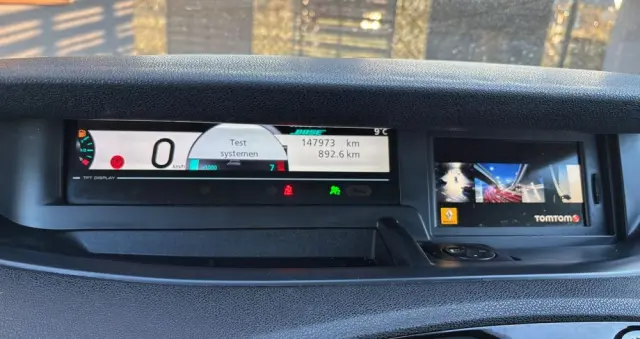 BOSE
9°C
0 km/h
Test
systemen
147973 km
892.6 km
7
TFT DISPLAY
TOMTOM